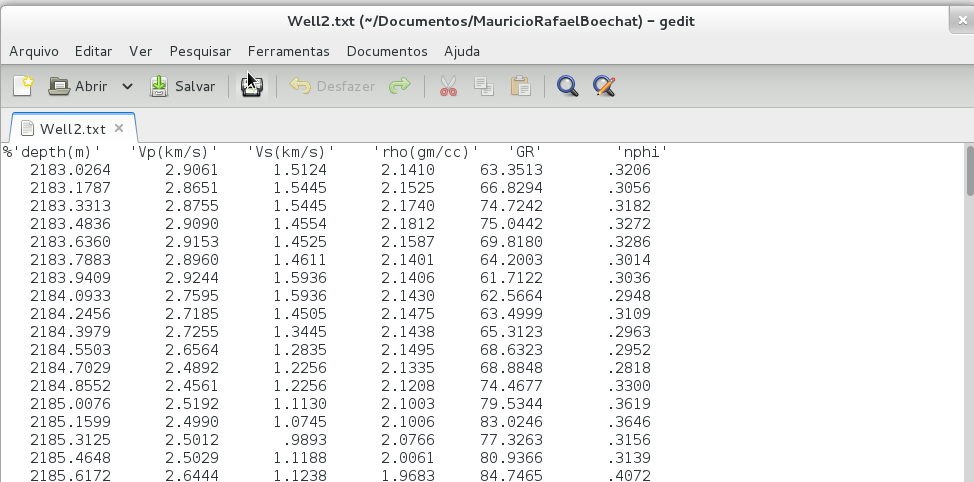 Well2.txt (~/Documentos/MauricioRafaelBoechat) – gedit
Arquivo Editar Ver Pesquisar Ferramentas Documentos Ajuda
Abrir Salvar Desfazer
Well2.txt
%'depth(m)' 'Vp(km/s)' 'Vs(km/s)' 'rho(gm/cc)' 'GR' 'nphi'
2183.0264 2.9061 1.5124 2.1410 63.3513 .3206
2183.1787 2.8651 1.5445 2.1525 66.8294 .3056
2183.3313 2.8755 1.5445 2.1740 74.7242 .3182
2183.4836 2.9090 1.4554 2.1812 75.0442 .3272
2183.6360 2.9153 1.4525 2.1587 69.8180 .3286
2183.7883 2.8960 1.4611 2.1401 64.2003 .3014
2183.9409 2.9244 1.5936 2.1406 61.7122 .3036
2184.0933 2.7595 1.5936 2.1430 62.5664 .2948
2184.2456 2.7185 1.4505 2.1475 63.4999 .3109
2184.3979 2.7255 1.3445 2.1438 65.3123 .2963
2184.5503 2.6564 1.2835 2.1495 68.6323 .2952
2184.7029 2.4892 1.2256 2.1335 68.8848 .2818
2184.8552 2.4561 1.2256 2.1208 74.4677 .3300
2185.0076 2.5192 1.1130 2.1003 79.5344 .3619
2185.1599 2.4990 1.0745 2.1006 83.0246 .3646
2185.3125 2.5012 .9893 2.0766 77.3263 .3156
2185.4648 2.5029 1.1188 2.0061 80.9366 .3139
2185.6172 2.6444 1.1238 1.9683 84.7465 .4072